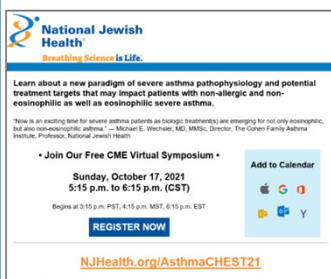 National Jewish
Health®
Breathing Science is Life.®
Learn about a new paradigm of severe asthma pathophysiology and potential
treatment targets that may impact patients with non-allergic and non-
eosinophilic as well as eosinophilic severe asthma.
"Now is an exciting time for severe asthma patients as biologic treatment(s) are emerging for not only eosinophilic,
but also non-eosinophilic asthma." — Michael E. Wechsler, MD, MMSc, Director, The Cohen Family Asthma
Institute, Professor, National Jewish Health
• Join Our Free CME Virtual Symposium •
Sunday, October 17, 2021
5:15 p.m. to 6:15 p.m. (CST)
Begins at 3:15 p.m. PST, 4:15 p.m. MST, 6:15 p.m. EST
REGISTER NOW
Add to Calendar
NJHealth.org/AsthmaCHEST21